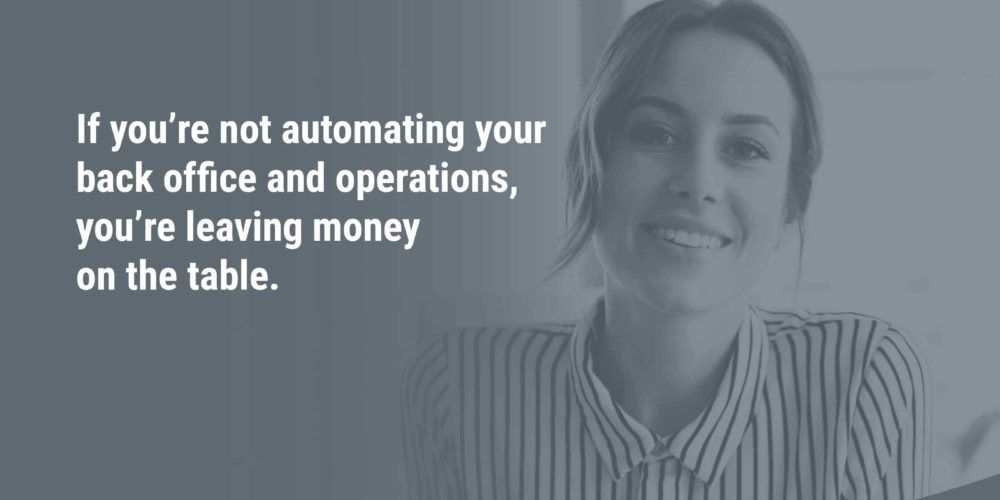 If you’re not automating your
back office and operations,
you’re leaving money
on the table.